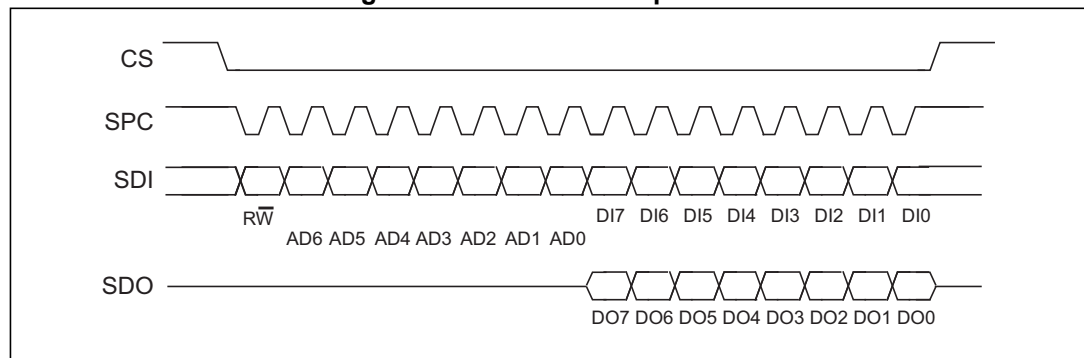 CS
SPC
SDI
RW̅
DI7 DI6 DI5 DI4 DI3 DI2 DI1 DI0
AD6 AD5 AD4 AD3 AD2 AD1 AD0
SDO
DO7 DO6 DO5 DO4 DO3 DO2 DO1 DO0